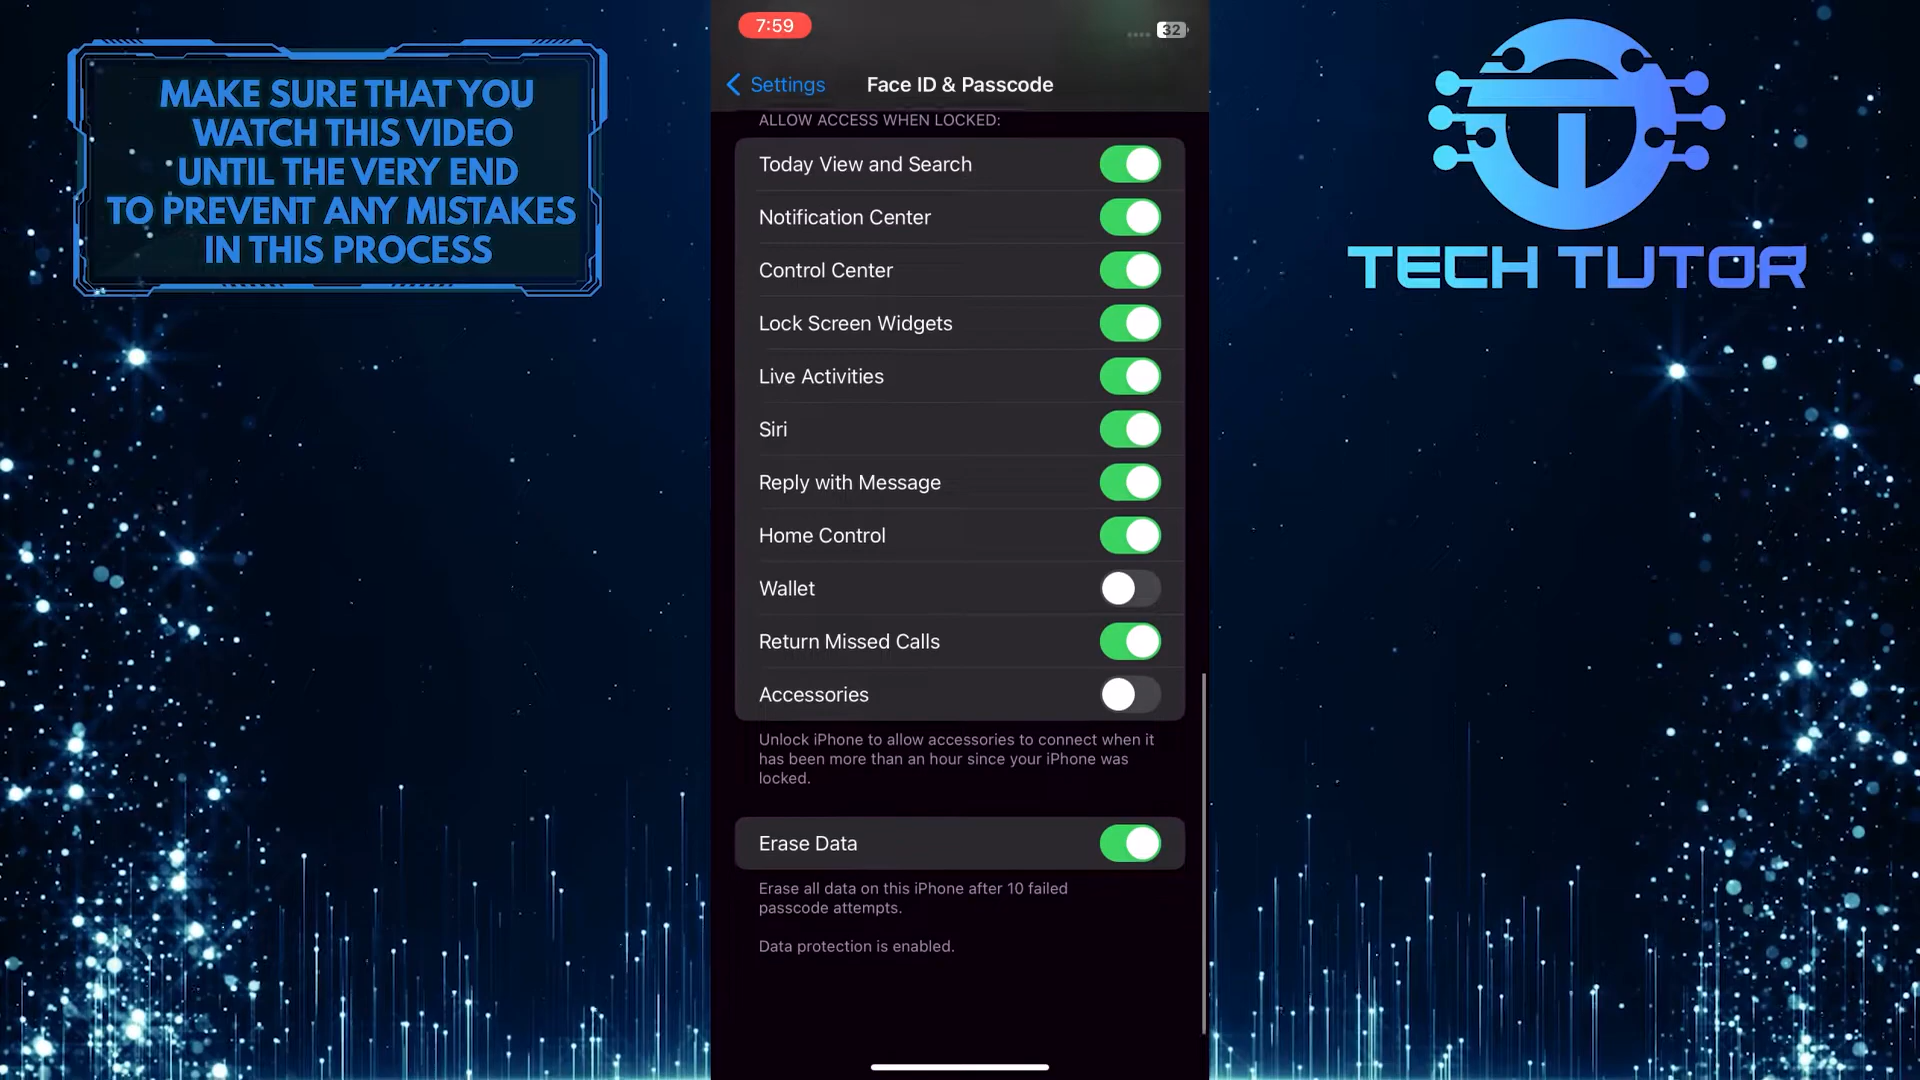 MAKE SURE THAT YOU
WATCH THIS VIDEO
UNTIL THE VERY END
TO PREVENT ANY MISTAKES
IN THIS PROCESS
7:59
32
Settings
Face ID & Passcode
ALLOW ACCESS WHEN LOCKED:
Today View and Search
Notification Center
Control Center
Lock Screen Widgets
Live Activities
Siri
Reply with Message
Home Control
Wallet
Return Missed Calls
Accessories
Unlock iPhone to allow accessories to connect when it
has been more than an hour since your iPhone was
locked.
Erase Data
Erase all data on this iPhone after 10 failed
passcode attempts.
Data protection is enabled.
TECH TUTOR